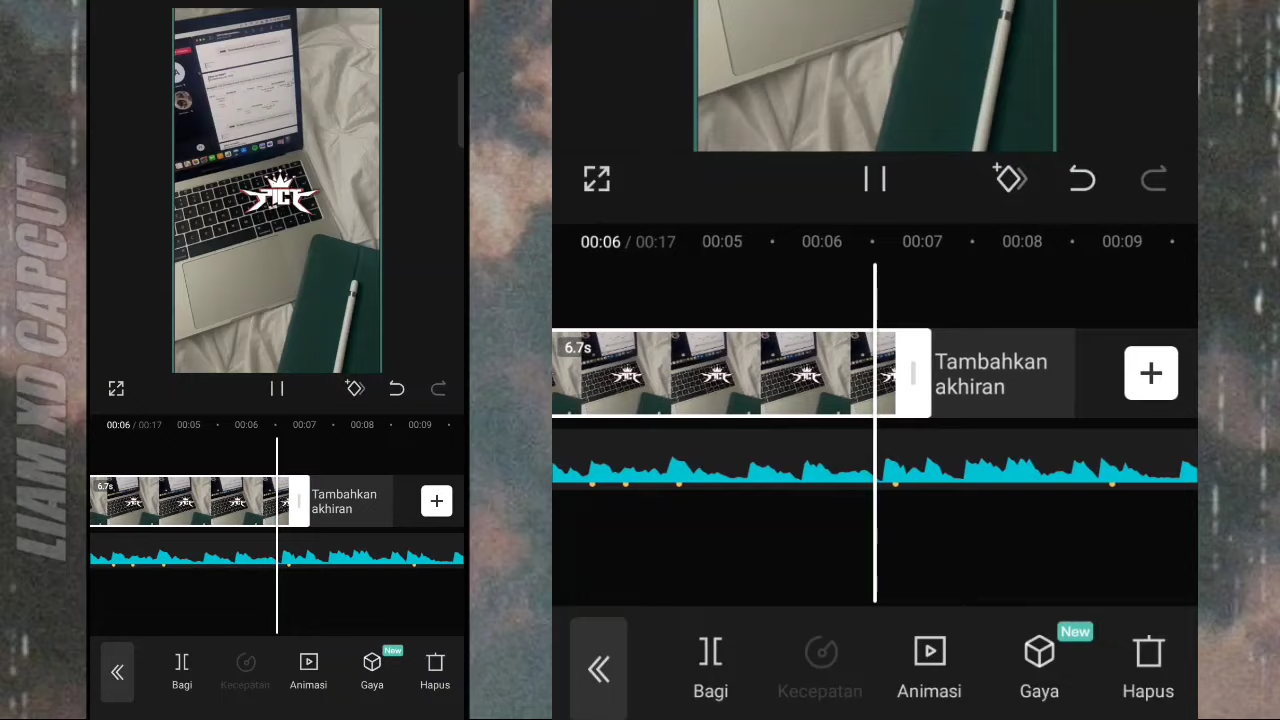 LIAM XD CAPCUT
PICT
00:06 / 00:17 00:05 00:06 00:07 00:08 00:09
6.7s
Tambahkan
akhiran
New
Bagi Kecepatan Animasi Gaya Hapus
00:06 / 00:17 00:05 00:06 00:07 00:08 00:09
6.7s
Tambahkan
akhiran
New
Bagi Kecepatan Animasi Gaya Hapus